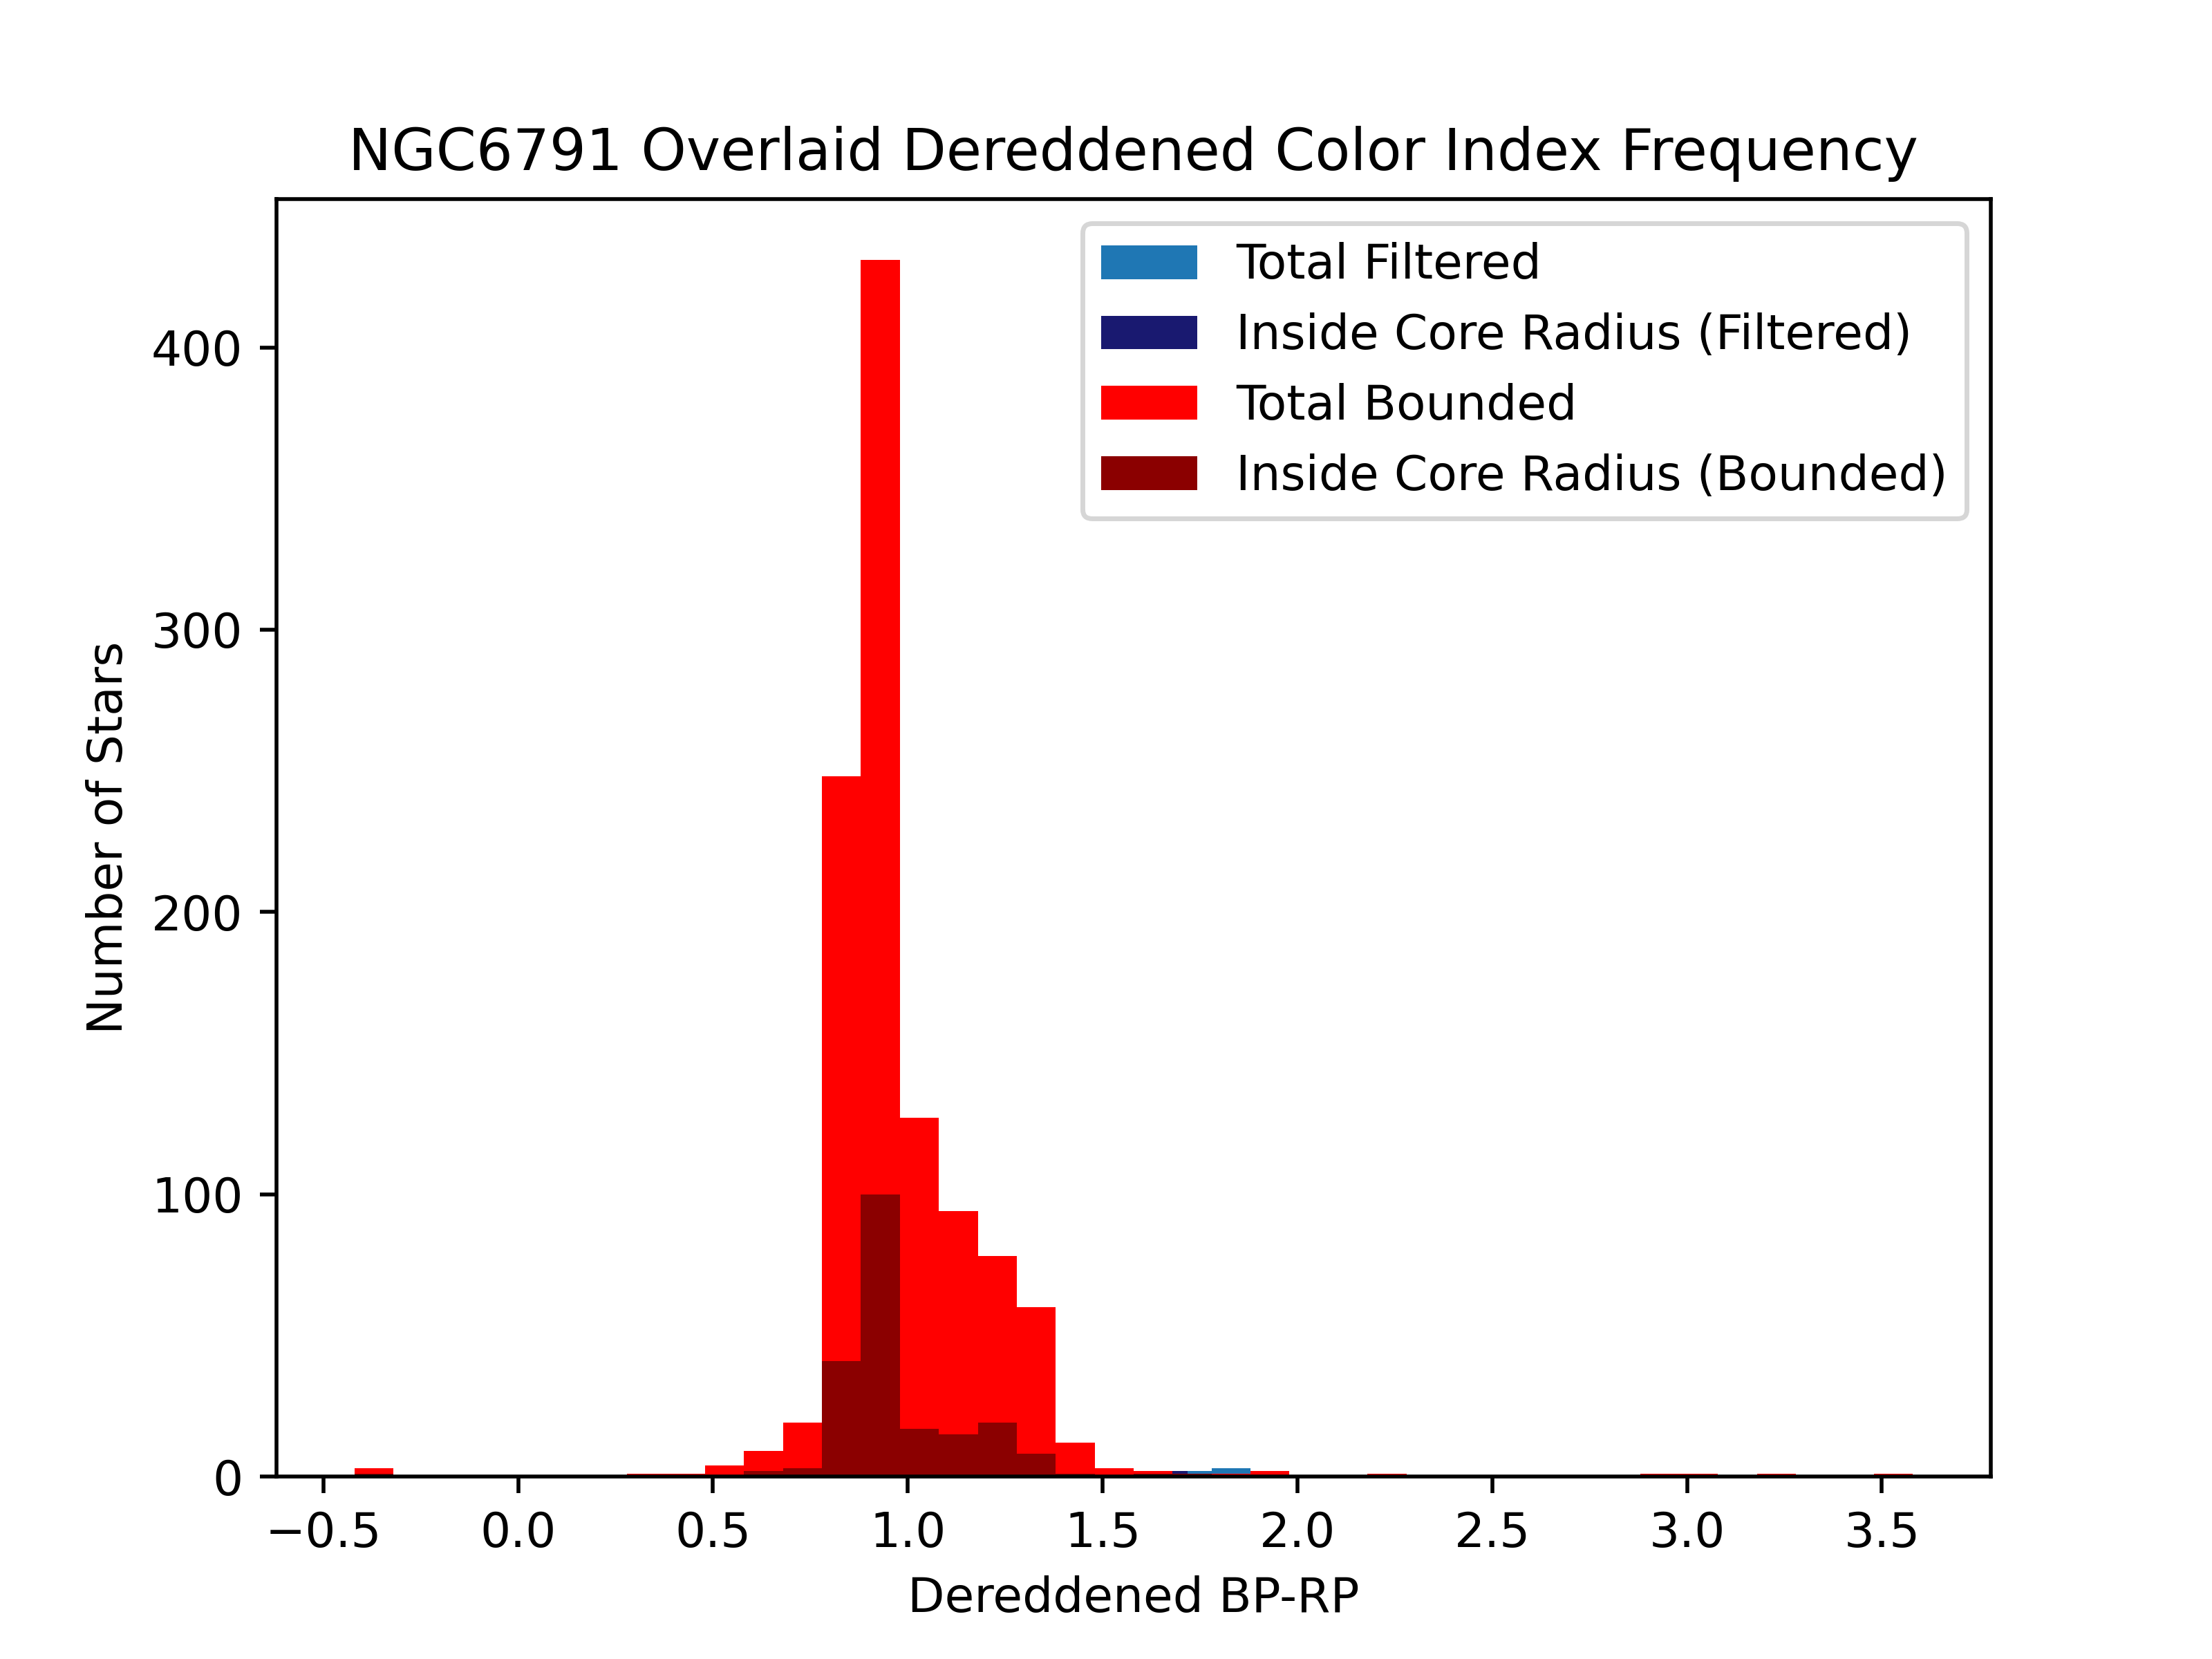 NGC6791 Overlaid Dereddened Color Index Frequency
Total Filtered
Inside Core Radius (Filtered)
Total Bounded
Inside Core Radius (Bounded)
Number of Stars
400
300
200
100
0
−0.5 0.0 0.5 1.0 1.5 2.0 2.5 3.0 3.5
Dereddened BP-RP